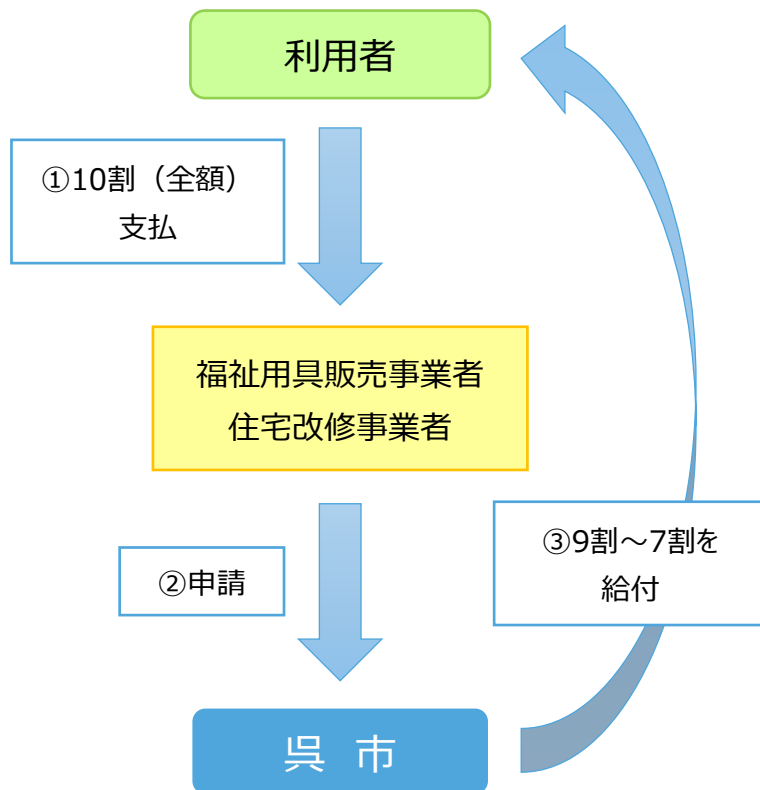 利用者
①10割（全額）
支払
福祉用具販売事業者
住宅改修事業者
②申請
③9割～7割を
給付
呉 市